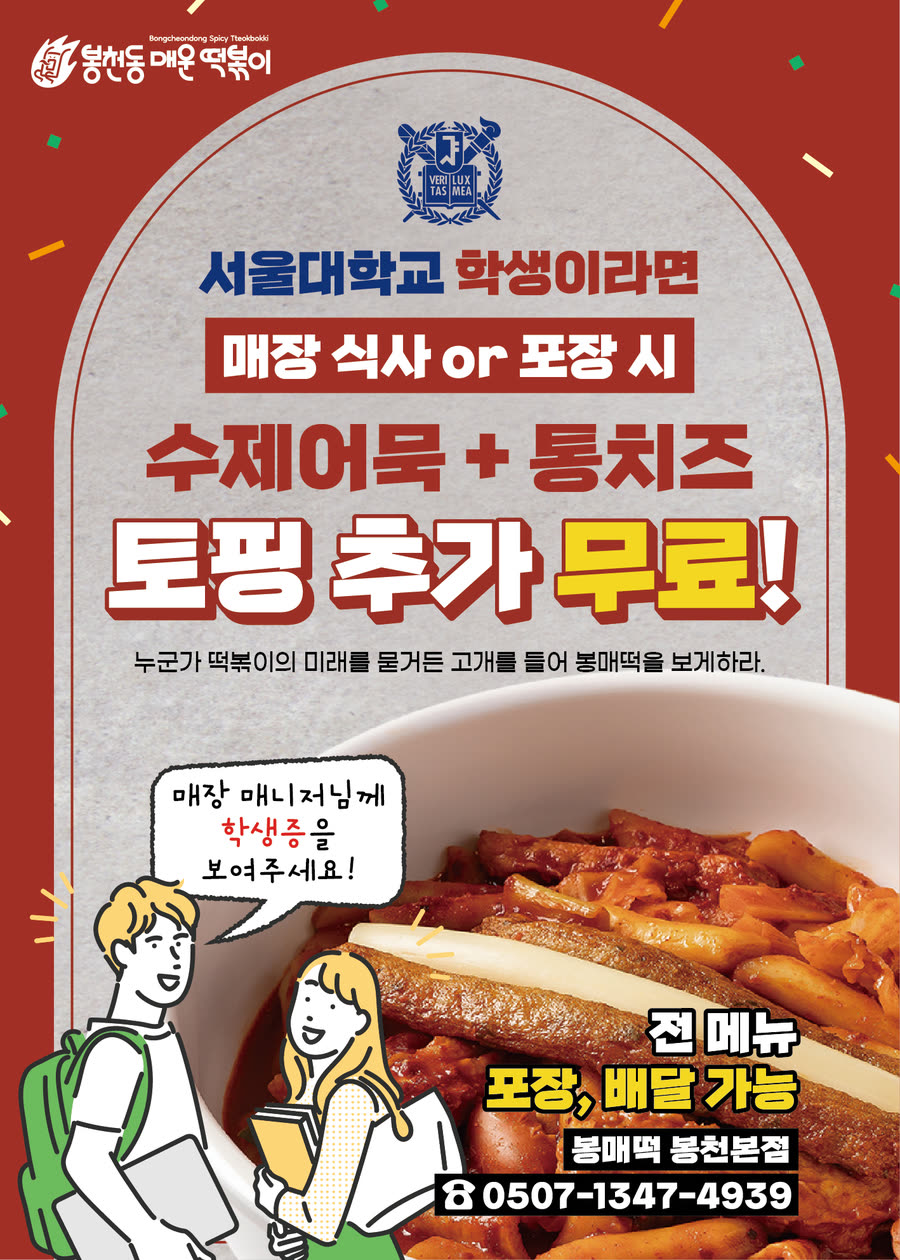 Bongcheondong Spicy Tteokbokki
봉천동 매운 떡볶이
VERI LUX
TAS MEA
서울대학교 학생이라면
매장 식사 or 포장 시
수제어묵 + 통치즈
토핑 추가 무료!
누군가 떡볶이의 미래를 묻거든 고개를 들어 봉매떡을 보게하라.
매장 매니저님께
학생증을
보여주세요!
전 메뉴
포장, 배달 가능
봉매떡 봉천본점
☎ 0507-1347-4939